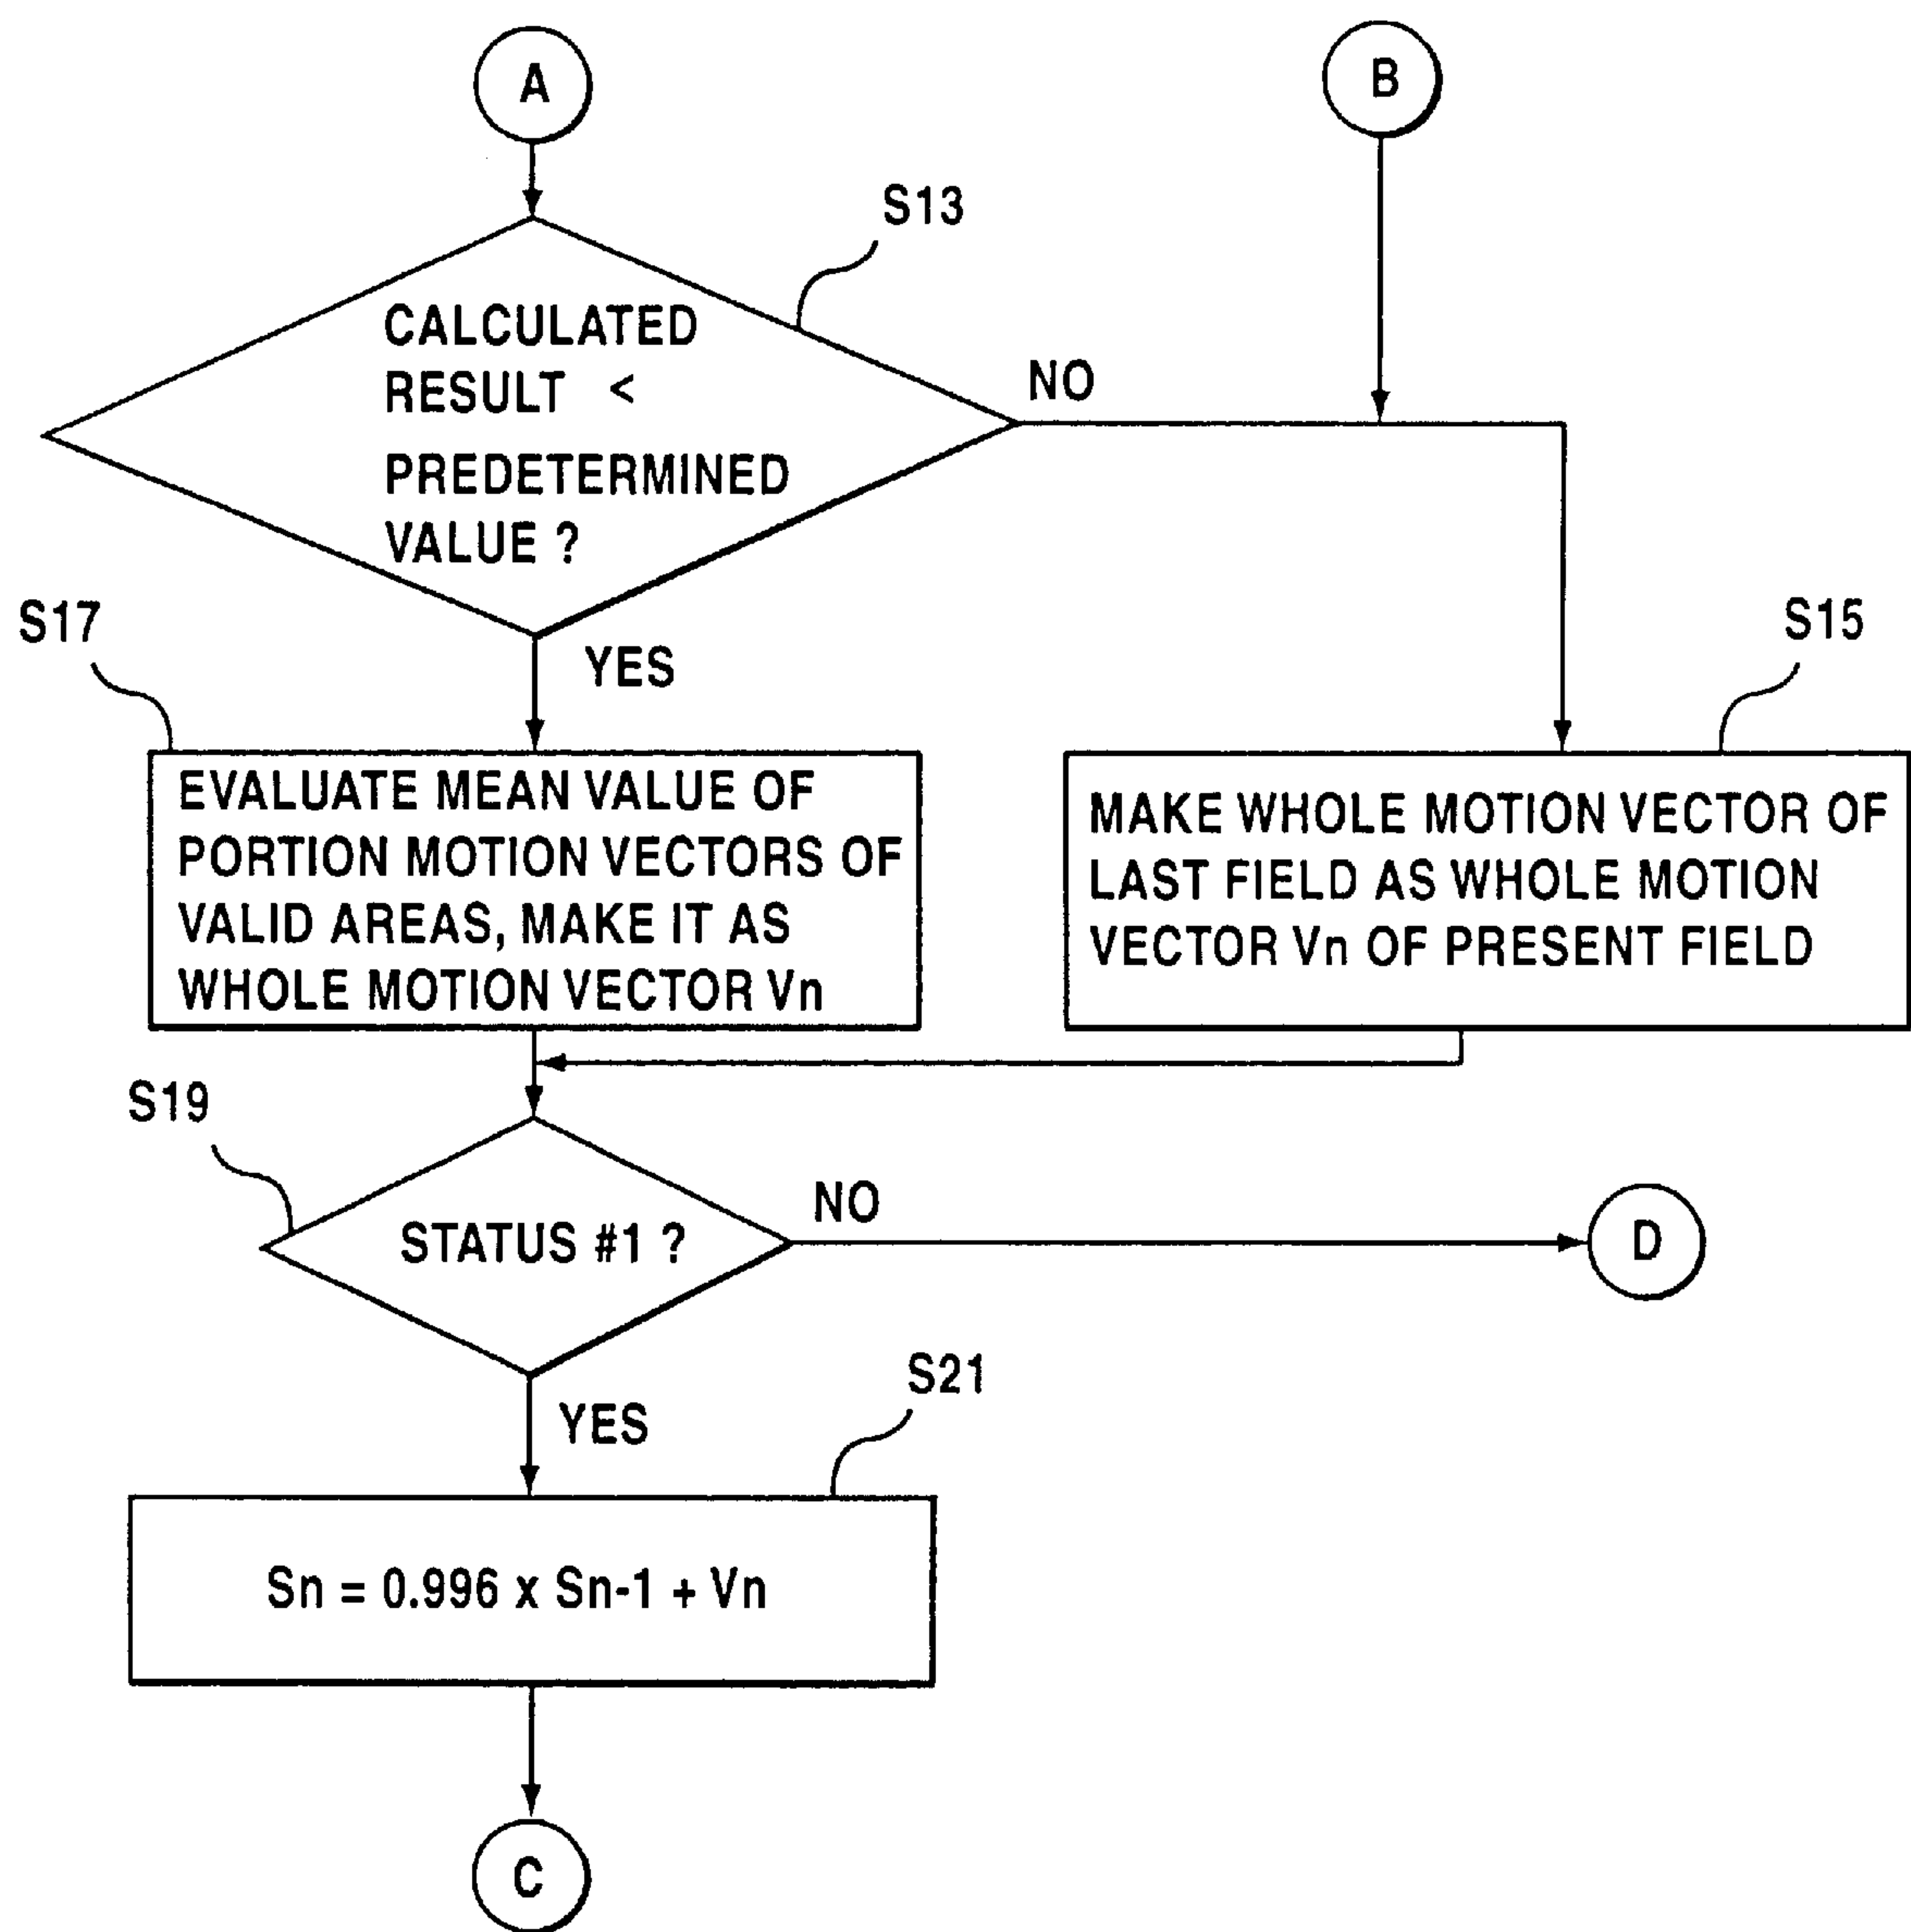 A
B
S13
CALCULATED
RESULT <
PREDETERMINED
VALUE ?
NO
YES
S17
S15
EVALUATE MEAN VALUE OF
PORTION MOTION VECTORS OF
VALID AREAS, MAKE IT AS
WHOLE MOTION VECTOR Vn
MAKE WHOLE MOTION VECTOR OF
LAST FIELD AS WHOLE MOTION
VECTOR Vn OF PRESENT FIELD
S19
STATUS #1 ?
NO
D
YES
S21
Sn = 0.996 x Sn-1 + Vn
C